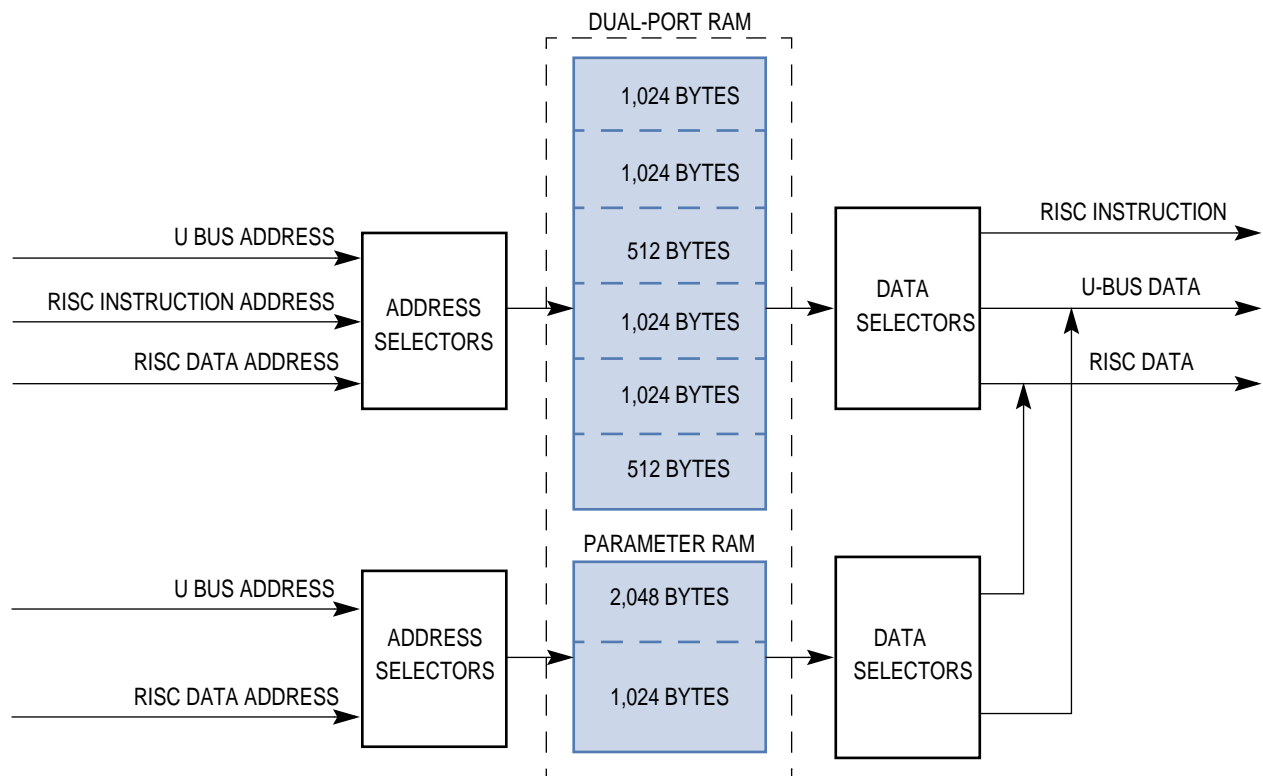 DUAL-PORT RAM
1,024 BYTES
1,024 BYTES
512 BYTES
1,024 BYTES
1,024 BYTES
512 BYTES
U BUS ADDRESS
RISC INSTRUCTION ADDRESS
RISC DATA ADDRESS
ADDRESS
SELECTORS
DATA
SELECTORS
RISC INSTRUCTION
U-BUS DATA
RISC DATA
PARAMETER RAM
2,048 BYTES
1,024 BYTES
U BUS ADDRESS
RISC DATA ADDRESS
ADDRESS
SELECTORS
DATA
SELECTORS